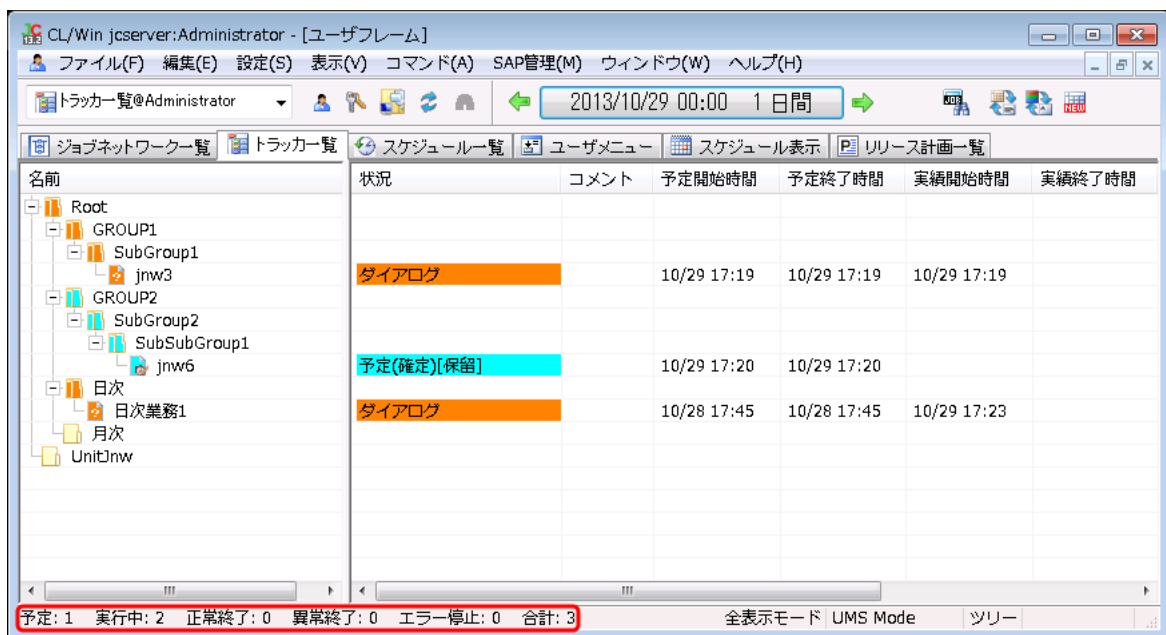 CL/Win jcserver:Administrator - [ユーザフレーム]
ファイル(F) 編集(E) 設定(S) 表示(V) コマンド(A) SAP管理(M) ウィンドウ(W) ヘルプ(H)
トラッカー覧@Administrator 2013/10/29 00:00 1 日間
ジョブネットワーク一覧 トラッカー一覧 スケジュール一覧 ユーザメニュー スケジュール表示 リリース計画一覧
名前 状況 コメント 予定開始時間 予定終了時間 実績開始時間 実績終了時間
Root
GROUP1
SubGroup1
jnw3 ダイアログ 10/29 17:19 10/29 17:19 10/29 17:19
GROUP2
SubGroup2
SubSubGroup1
jnw6 予定(確定)[保留] 10/29 17:20 10/29 17:20
日次
日次業務1 ダイアログ 10/28 17:45 10/28 17:45 10/29 17:23
月次
UnitJnw
予定: 1 実行中: 2 正常終了: 0 異常終了: 0 エラー停止: 0 合計: 3 全表示モード UMS Mode ツリー